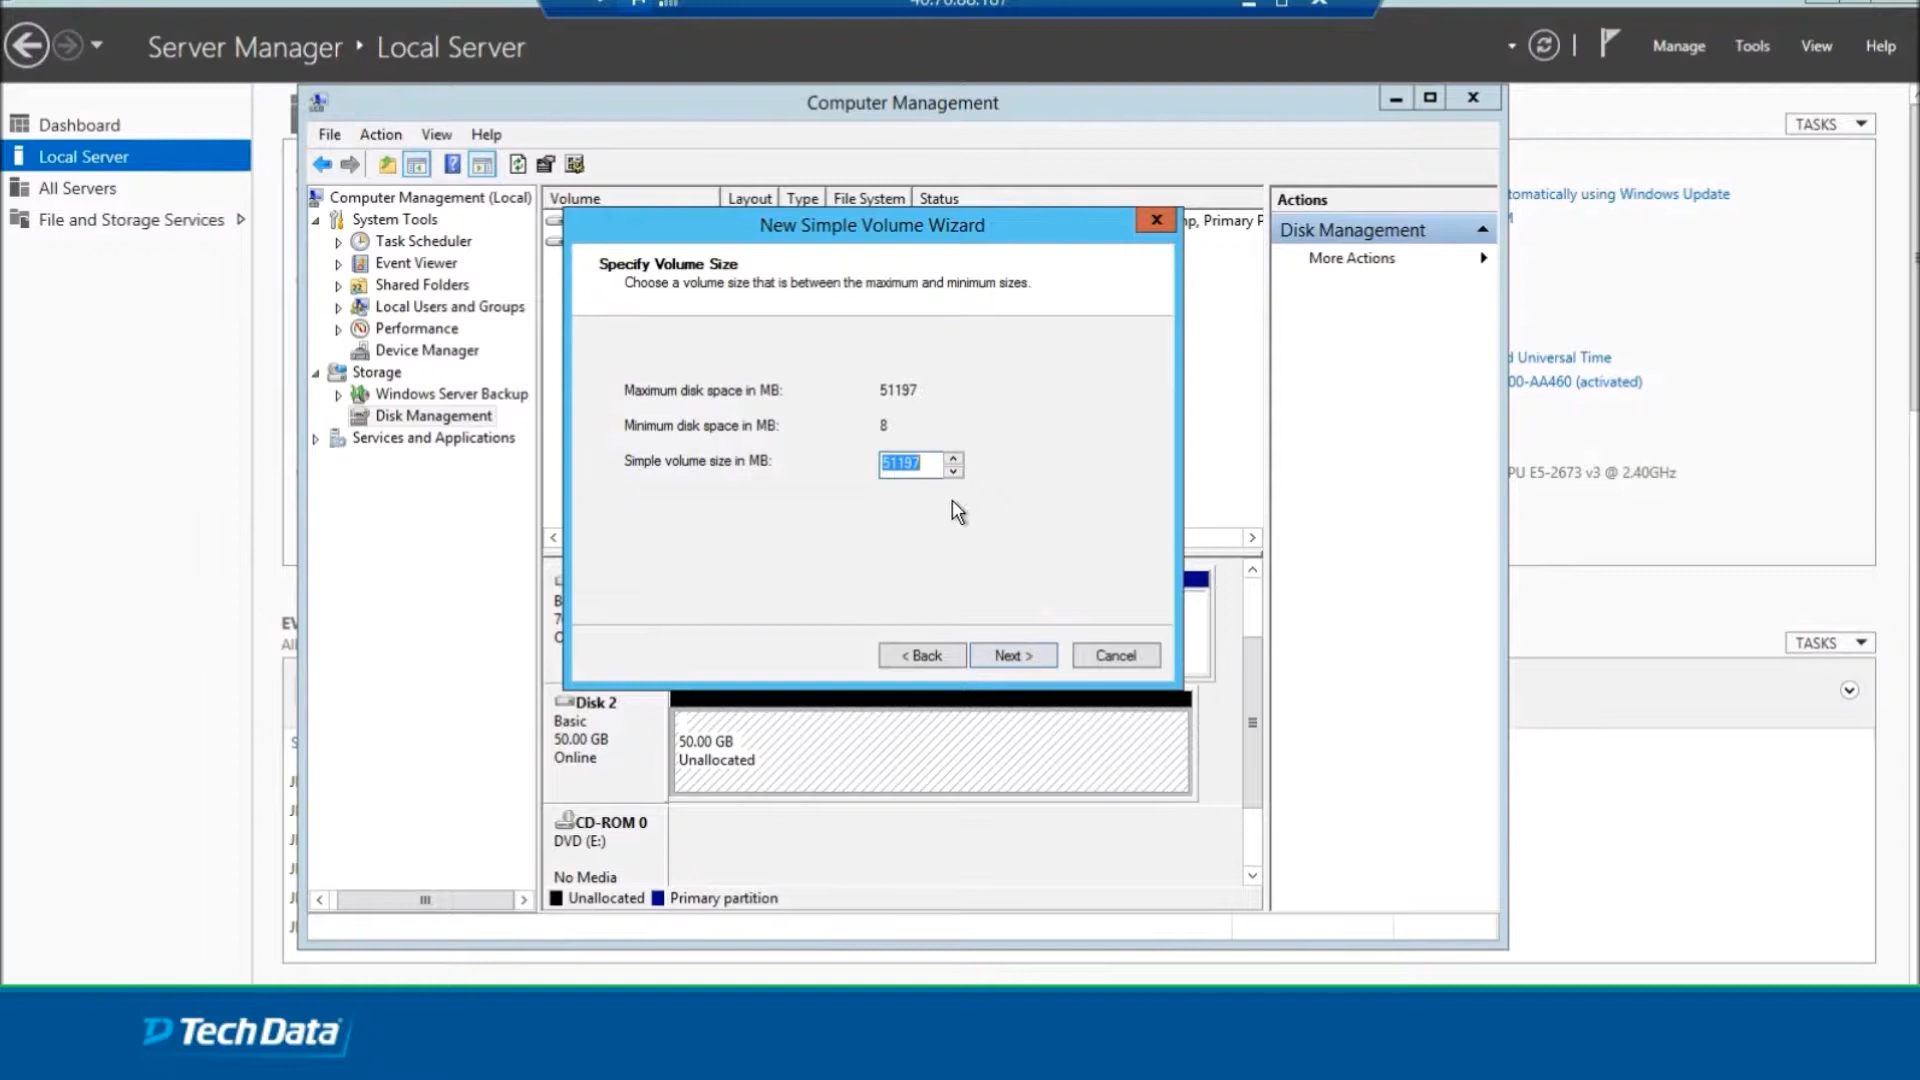 Server Manager ▸ Local Server
Manage
Tools
View
Help
Dashboard
Local Server
All Servers
File and Storage Services
TASKS
Computer Management
File
Action
View
Help
Computer Management (Local)
System Tools
Task Scheduler
Event Viewer
Shared Folders
Local Users and Groups
Performance
Device Manager
Storage
Windows Server Backup
Disk Management
Services and Applications
Volume
Layout
Type
File System
Status
Actions
Disk Management
More Actions
New Simple Volume Wizard
Specify Volume Size
Choose a volume size that is between the maximum and minimum sizes.
Maximum disk space in MB:
51197
Minimum disk space in MB:
8
Simple volume size in MB:
51197
< Back
Next >
Cancel
Primary
using Windows Update
Universal Time
00-AA460 (activated)
PU E5-2673 v3 @ 2.40GHz
TASKS
Disk 2
Basic
50.00 GB
Online
50.00 GB
Unallocated
CD-ROM 0
DVD (E:)
No Media
Unallocated
Primary partition
Tech Data